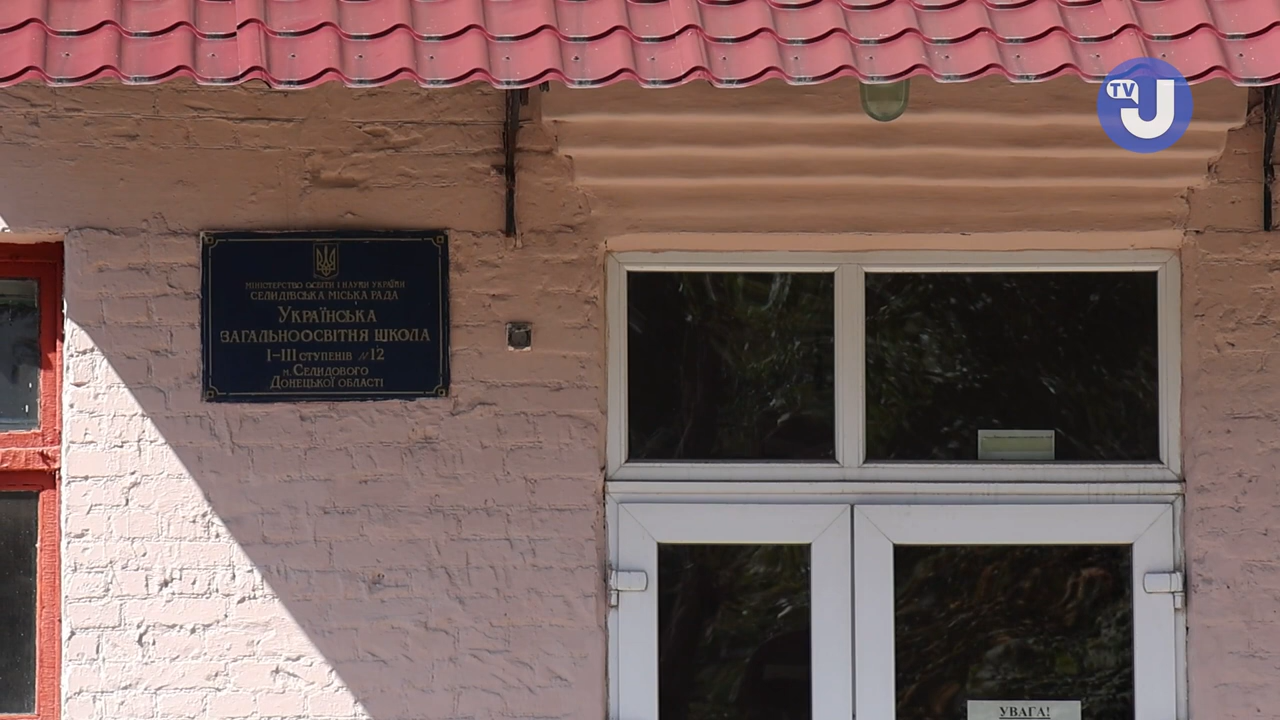 TV J
МІНІСТЕРСТВО ОСВІТИ І НАУКИ УКРАЇНИ
СЕЛИДІВСЬКА МІСЬКА РАДА
УКРАЇНСЬКА
ЗАГАЛЬНООСВІТНЯ ШКОЛА
І-ІІІ СТУПЕНІВ №12
м. СЕЛИДОВОГО
ДОНЕЦЬКОЇ ОБЛАСТІ
УВАГА!